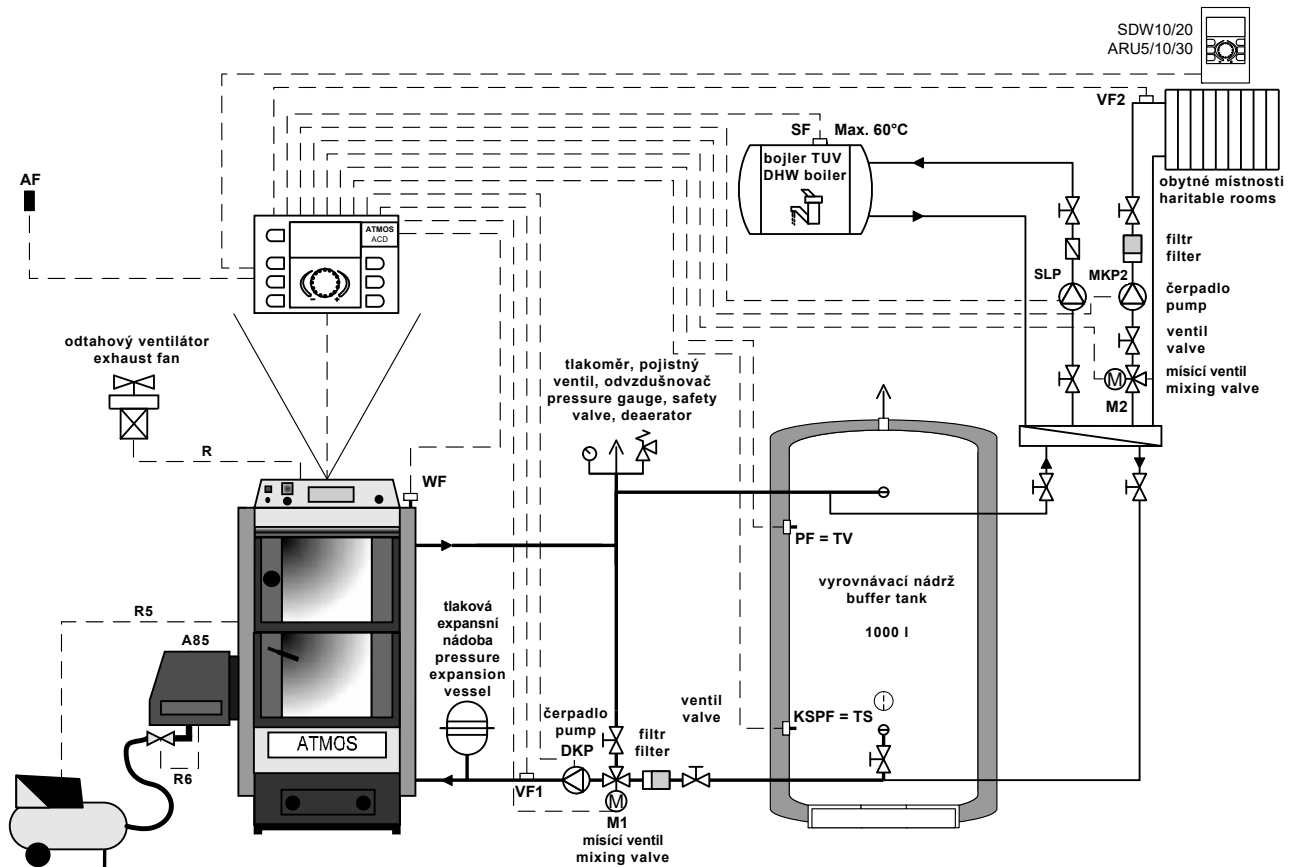 SDW10/20
ARU5/10/30
VF2
SF Max. 60°C
bojler TUV
DHW boiler
obytné místnosti
haritable rooms
AF
ATMOS
ACD
filtr
filter
SLP
MKP2
čerpadlo
pump
ventil
valve
mísící ventil
mixing valve
M
M2
odtahový ventilátor
exhaust fan
tlakoměr, pojistný
ventil, odvzdušnovač
pressure gauge, safety
valve, deaerator
R
WF
PF = TV
vyrovnávací nádrž
buffer tank
1000 l
R5
A85
tlaková
expansní
nádoba
pressure
expansion
vessel
čerpadlo
pump
DKP
ventil
valve
filtr
filter
KSPF = TS
ATMOS
R6
VF1
M
M1
mísící ventil
mixing valve